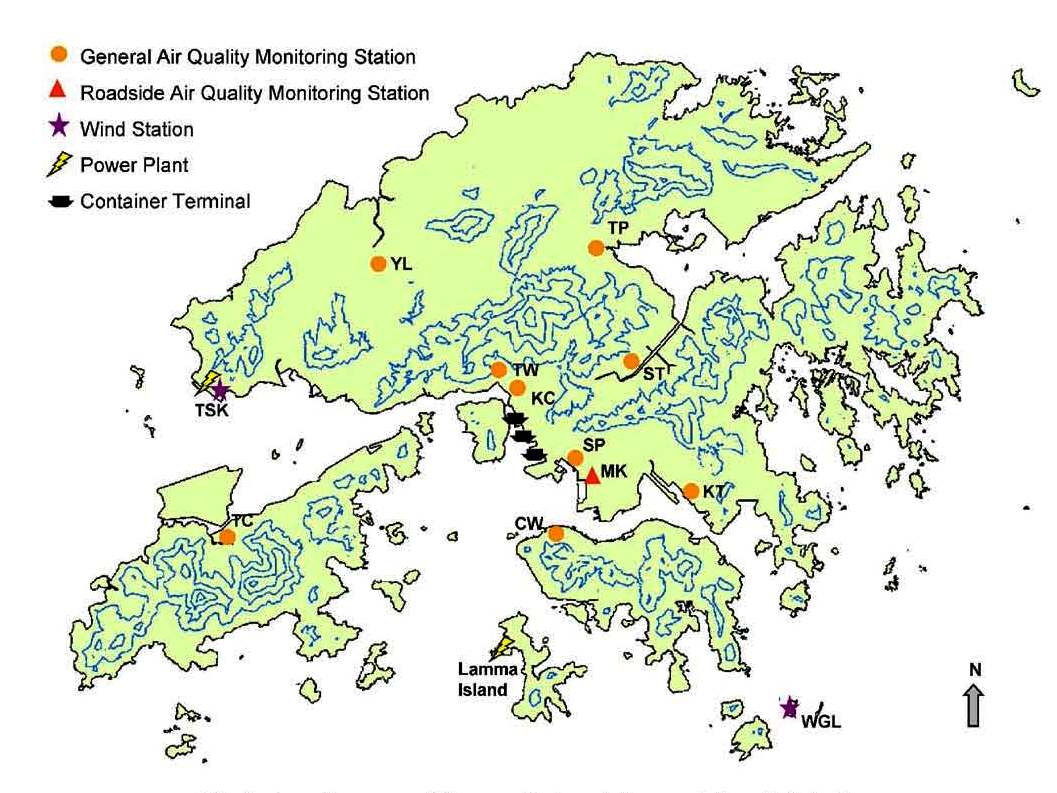 General Air Quality Monitoring Station
Roadside Air Quality Monitoring Station
Wind Station
Power Plant
Container Terminal
TP
YL
TW
ST
KC
TSK
SP
MK
KT
TC
CW
Lamma
Island
N
WGL